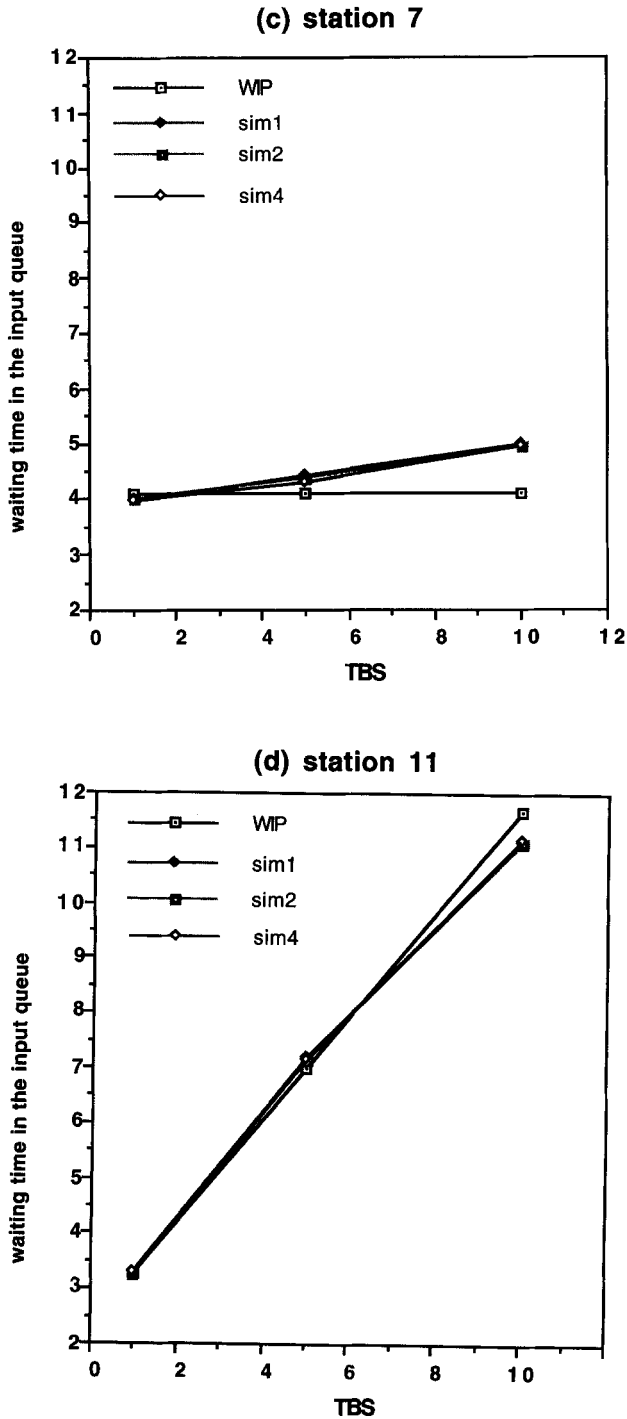 (c) station 7
12
11
10
9
8
7
6
5
4
3
2
waiting time in the input queue
WIP
sim1
sim2
sim4
0 2 4 6 8 10 12
TBS
(d) station 11
12
11
10
9
8
7
6
5
4
3
2
waiting time in the input queue
WIP
sim1
sim2
sim4
0 2 4 6 8 10
TBS